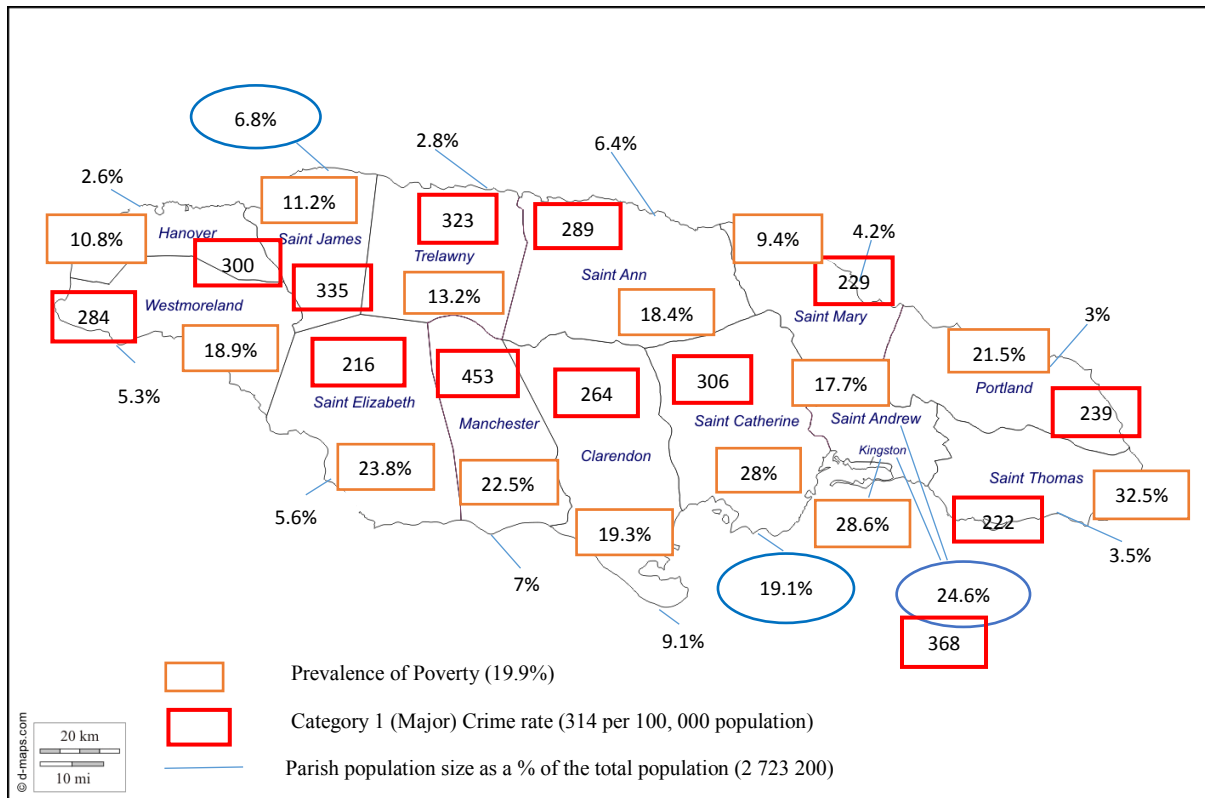 6.8%
2.8%
6.4%
2.6%
11.2%
323
289
9.4%
4.2%
10.8%
Hanover
Saint James
Trelawny
300
Saint Ann
229
3%
284
Westmoreland
335
13.2%
18.4%
Saint Mary
21.5%
18.9%
216
453
264
306
17.7%
Portland
5.3%
Saint Elizabeth
Manchester
Saint Catherine
Saint Andrew
239
23.8%
Clarendon
28%
Kingston
Saint Thomas
22.5%
32.5%
5.6%
19.3%
28.6%
222
3.5%
7%
19.1%
24.6%
9.1%
368
Prevalence of Poverty (19.9%)
Category 1 (Major) Crime rate (314 per 100, 000 population)
Parish population size as a % of the total population (2 723 200)
20 km
10 mi
© d-maps.com